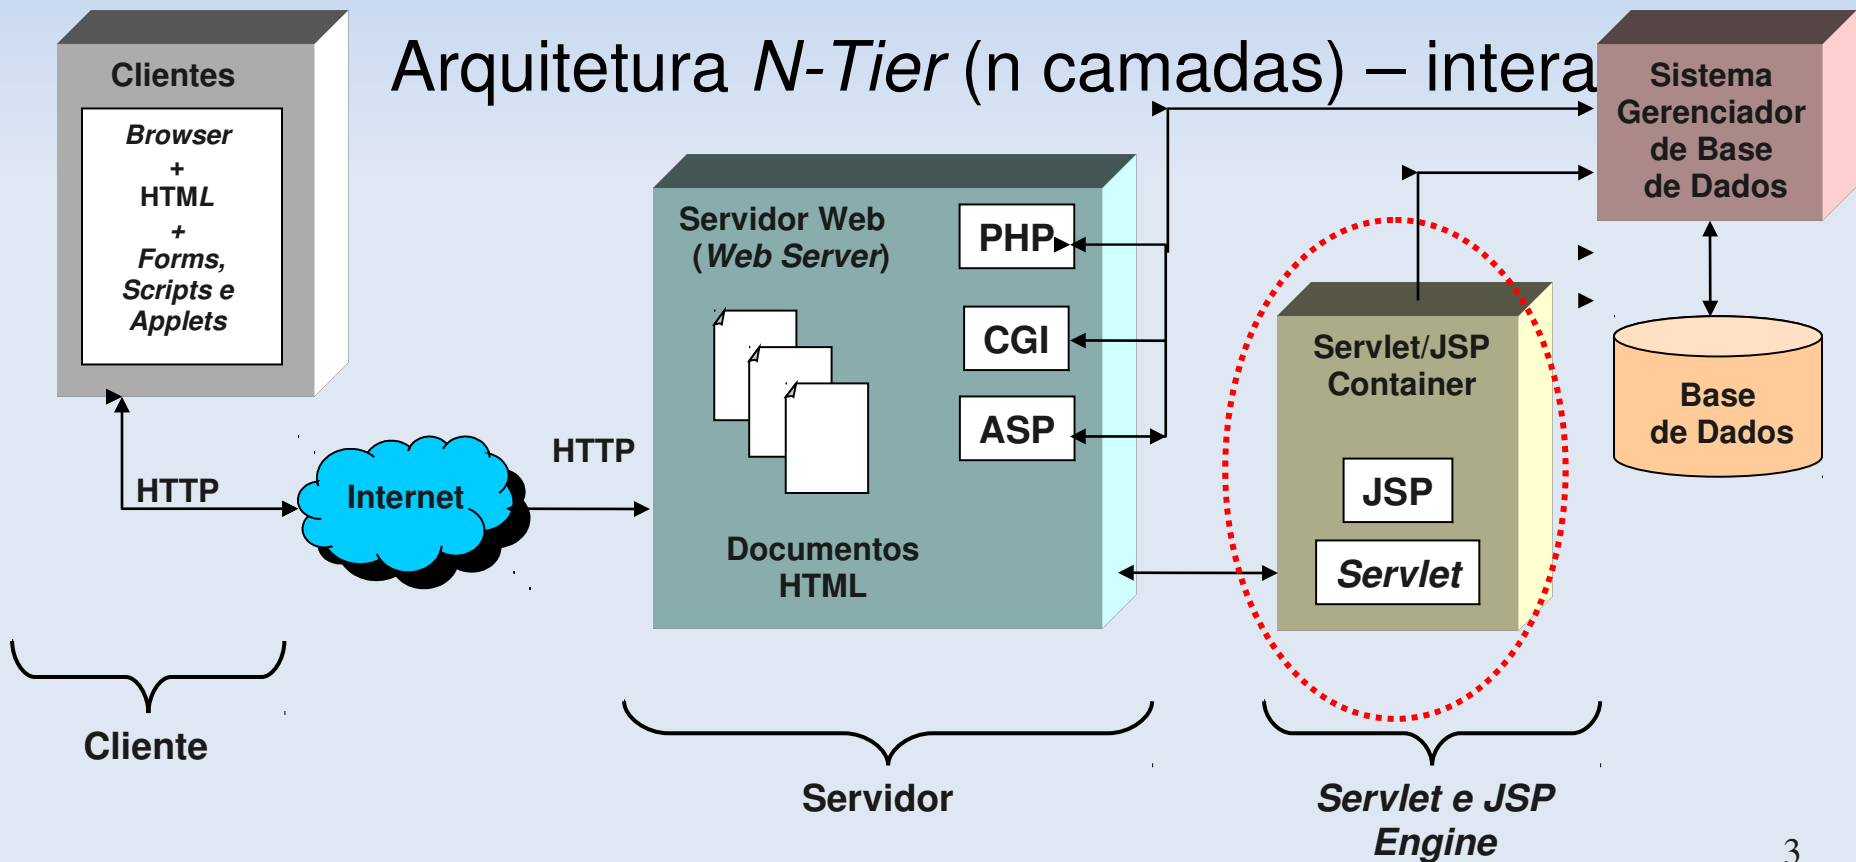 Arquitetura N-Tier (n camadas) – intera
Clientes
Browser
+
HTML
+
Forms,
Scripts e
Applets
HTTP
Internet
HTTP
Servidor Web
(Web Server)
PHP
CGI
ASP
Documentos
HTML
Servlet/JSP
Container
JSP
Servlet
Sistema
Gerenciador
de Base
de Dados
Base
de Dados
Cliente
Servidor
Servlet e JSP
Engine
3